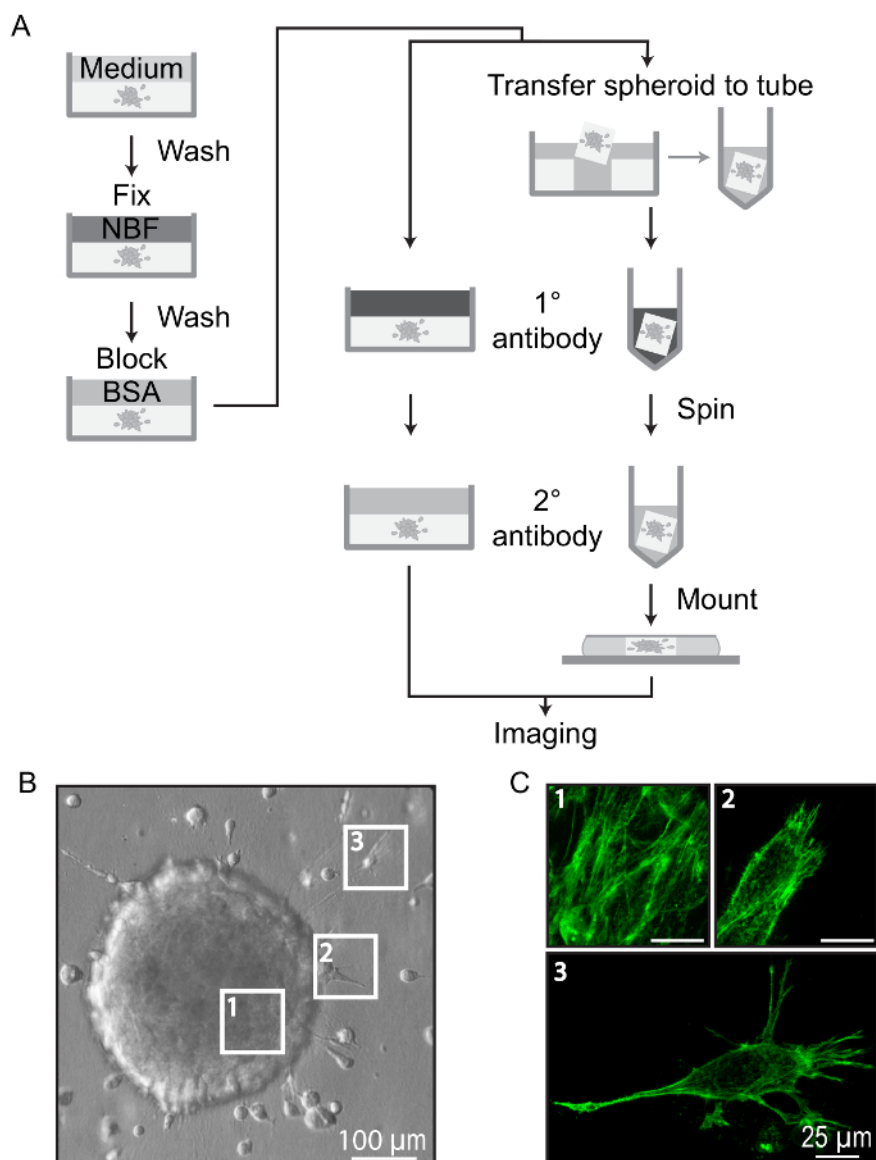 A
Medium
Wash
Fix
NBF
Wash
Block
BSA
Transfer spheroid to tube
1°
antibody
Spin
2°
antibody
Mount
Imaging
B
3
2
1
100 µm
C
1
2
3
25 µm